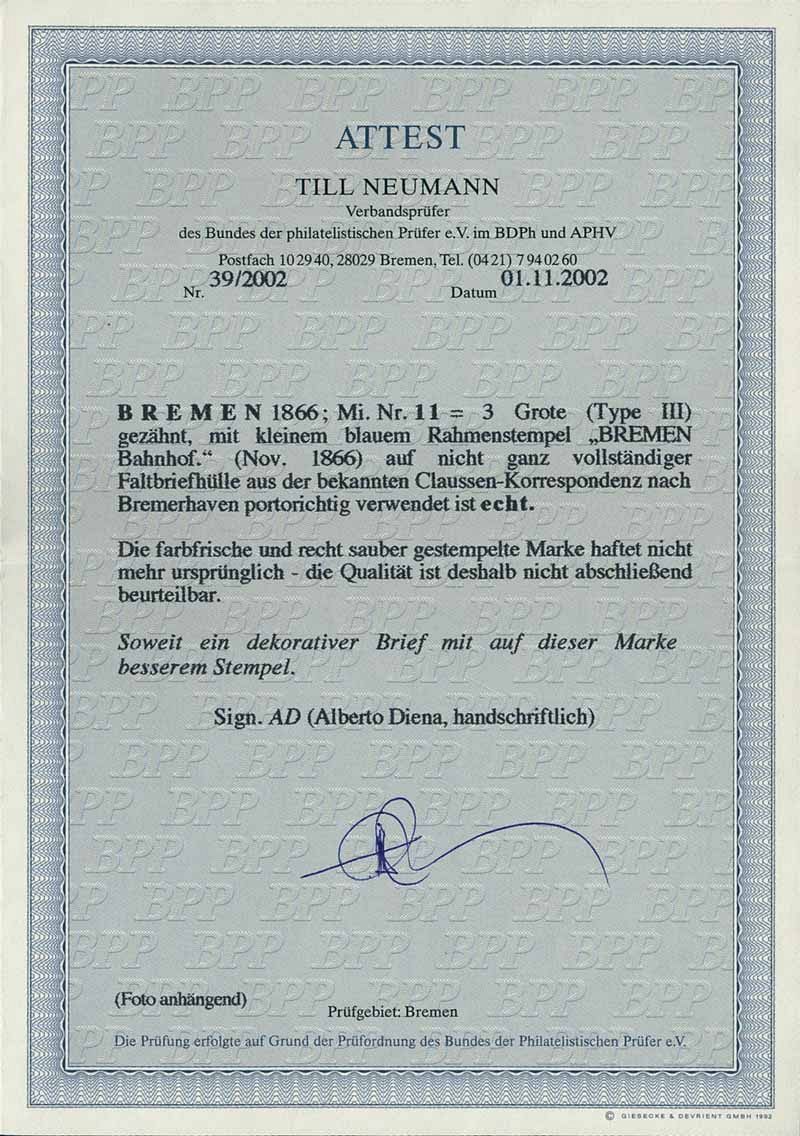 ATTEST
TILL NEUMANN
Verbandsprüfer
des Bundes der philatelistischen Prüfer e.V. im BDPh und APHV
Postfach 10 29 40, 28029 Bremen, Tel. (04 21) 7 94 02 60
Nr. 39/2002 Datum 01.11.2002
B R E M E N 1866; Mi. Nr. 11 = 3 Grote (Type III)
gezähnt, mit kleinem blauem Rahmenstempel „BREMEN
Bahnhof.“ (Nov. 1866) auf nicht ganz vollständiger
Faltbriefhülle aus der bekannten Claussen-Korrespondenz nach
Bremerhaven portorichtig verwendet ist echt.
Die farbfrische und recht sauber gestempelte Marke haftet nicht
mehr ursprünglich - die Qualität ist deshalb nicht abschließend
beurteilbar.
Soweit ein dekorativer Brief mit auf dieser Marke
besserem Stempel.
Sign. AD (Alberto Diena, handschriftlich)
(Foto anhängend)
Prüfgebiet: Bremen
Die Prüfung erfolgte auf Grund der Prüfordnung des Bundes der Philatelistischen Prüfer e.V.
© GIESECKE & DEVRIENT GMBH 1992